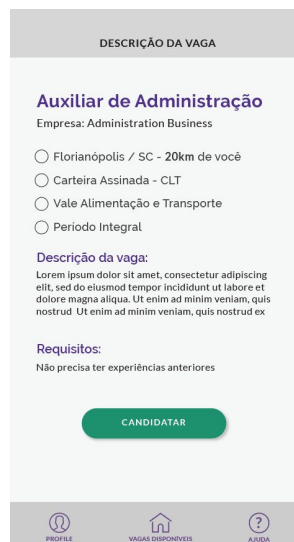 DESCRIÇÃO DA VAGA
Auxiliar de Administração
Empresa: Administration Business
Florianópolis / SC - 20km de você
Carteira Assinada - CLT
Vale Alimentação e Transporte
Período Integral
Descrição da vaga:
Lorem ipsum dolor sit amet, consectetur adipiscing
elit, sed do eiusmod tempor incididunt ut labore et
dolore magna aliqua. Ut enim ad minim veniam, quis
nostrud Ut enim ad minim veniam, quis nostrud ex
Requisitos:
Não precisa ter experiências anteriores
CANDIDATAR
PROFILE VAGAS DISPONÍVEIS AJUDA